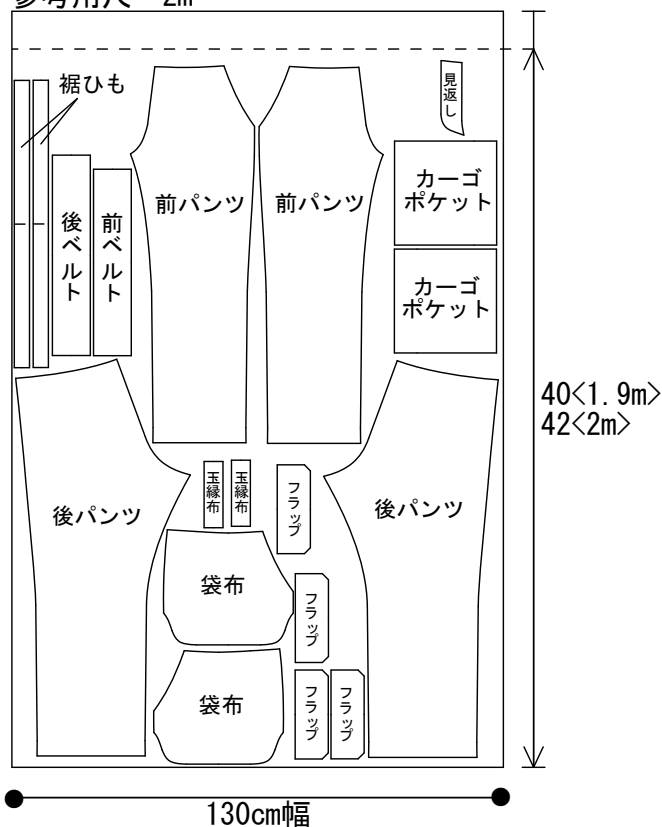 参考用尺 2m
裾ひも
見返し
後ベルト
前ベルト
前パンツ
前パンツ
カーゴ
ポケット
カーゴ
ポケット
40<1.9m>
42<2m>
後パンツ
玉縁布
玉縁布
フラップ
後パンツ
袋布
フラップ
袋布
フラップ
フラップ
130cm幅